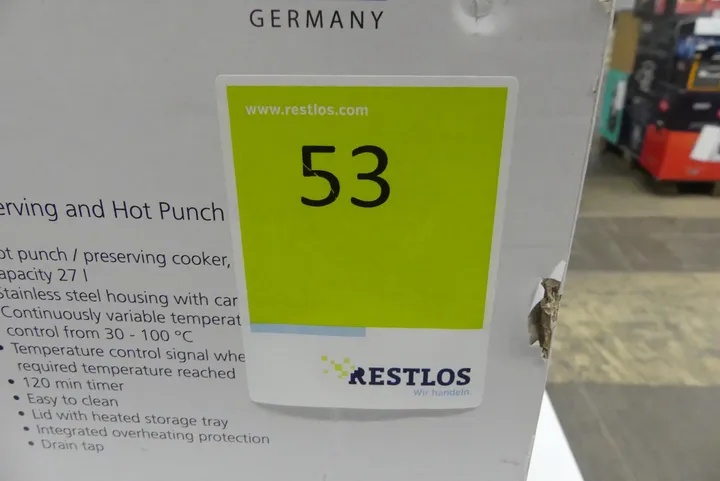 GERMANY
www.restlos.com
53
erving and Hot Punch
ot punch / preserving cooker,
apacity 27 l
Stainless steel housing with car
Continuously variable temperat
control from 30 - 100 °C
• Temperature control signal whe
required temperature reached
• 120 min timer
• Easy to clean
• Lid with heated storage tray
• Integrated overheating protection
• Drain tap
RESTLOS
Wir handeln.